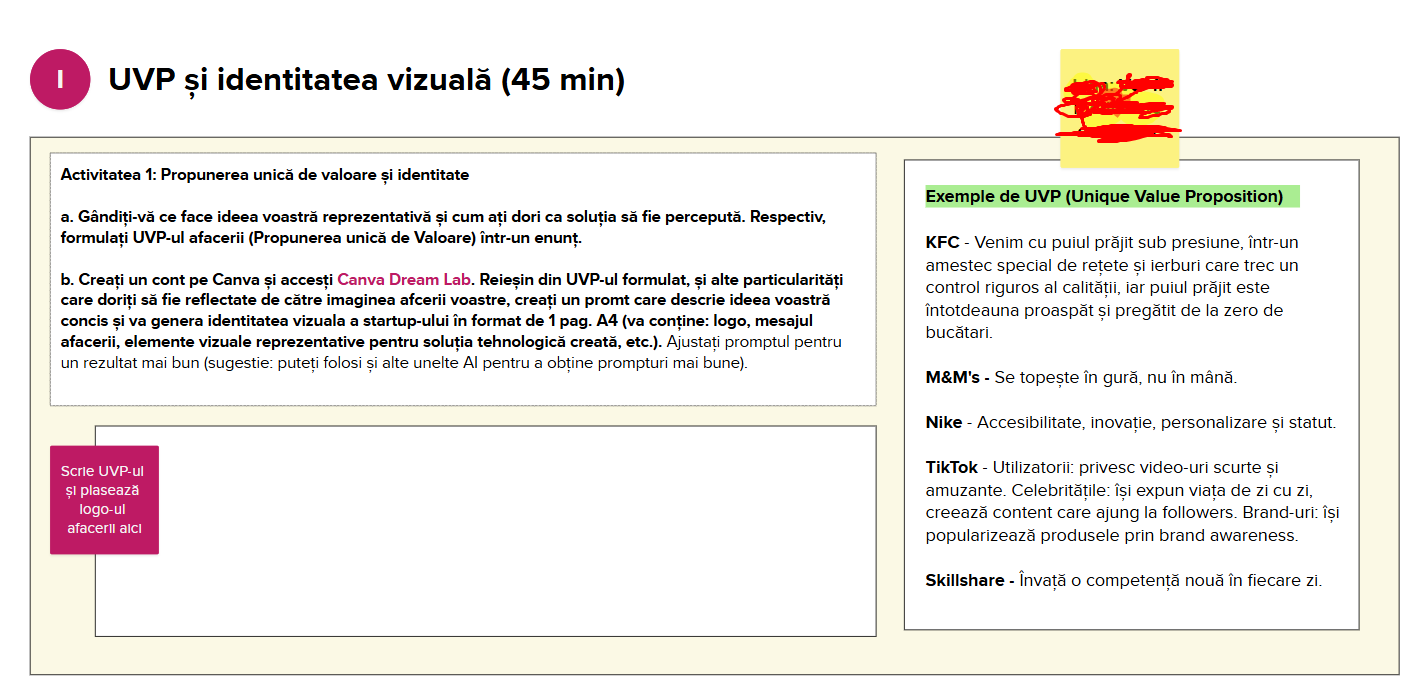 I
UVP și identitatea vizuală (45 min)
Activitatea 1: Propunerea unică de valoare și identitate
a. Gândiți-vă ce face ideea voastră reprezentativă și cum ați dori ca soluția să fie percepută. Respectiv,
formulați UVP-ul afacerii (Propunerea unică de Valoare) într-un enunț.
b. Creați un cont pe Canva și accești Canva Dream Lab. Reieșin din UVP-ul formulat, și alte particularități
care doriți să fie reflectate de către imaginea afcerii voastre, creați un promt care descrie ideea voastră
concis și va genera identitatea vizuala a startup-ului în format de 1 pag. A4 (va conține: logo, mesajul
afacerii, elemente vizuale reprezentative pentru soluția tehnologică creată, etc.). Ajustați promptul pentru
un rezultat mai bun (sugestie: puteți folosi și alte unelte AI pentru a obține prompturi mai bune).
Scrie UVP-ul
și plasează
logo-ul
afacerii aici
Exemple de UVP (Unique Value Proposition)
KFC - Venim cu puiul prăjit sub presiune, într-un
amestec special de rețete și ierburi care trec un
control riguros al calității, iar puiul prăjit este
întotdeauna proaspăt și pregătit de la zero de
bucătari.
M&M's - Se topește în gură, nu în mână.
Nike - Accesibilitate, inovație, personalizare și statut.
TikTok - Utilizatorii: privesc video-uri scurte și
amuzante. Celebritățile: își expun viața de zi cu zi,
creează content care ajung la followers. Brand-uri: își
popularizează produsele prin brand awareness.
Skillshare - Învață o competență nouă în fiecare zi.